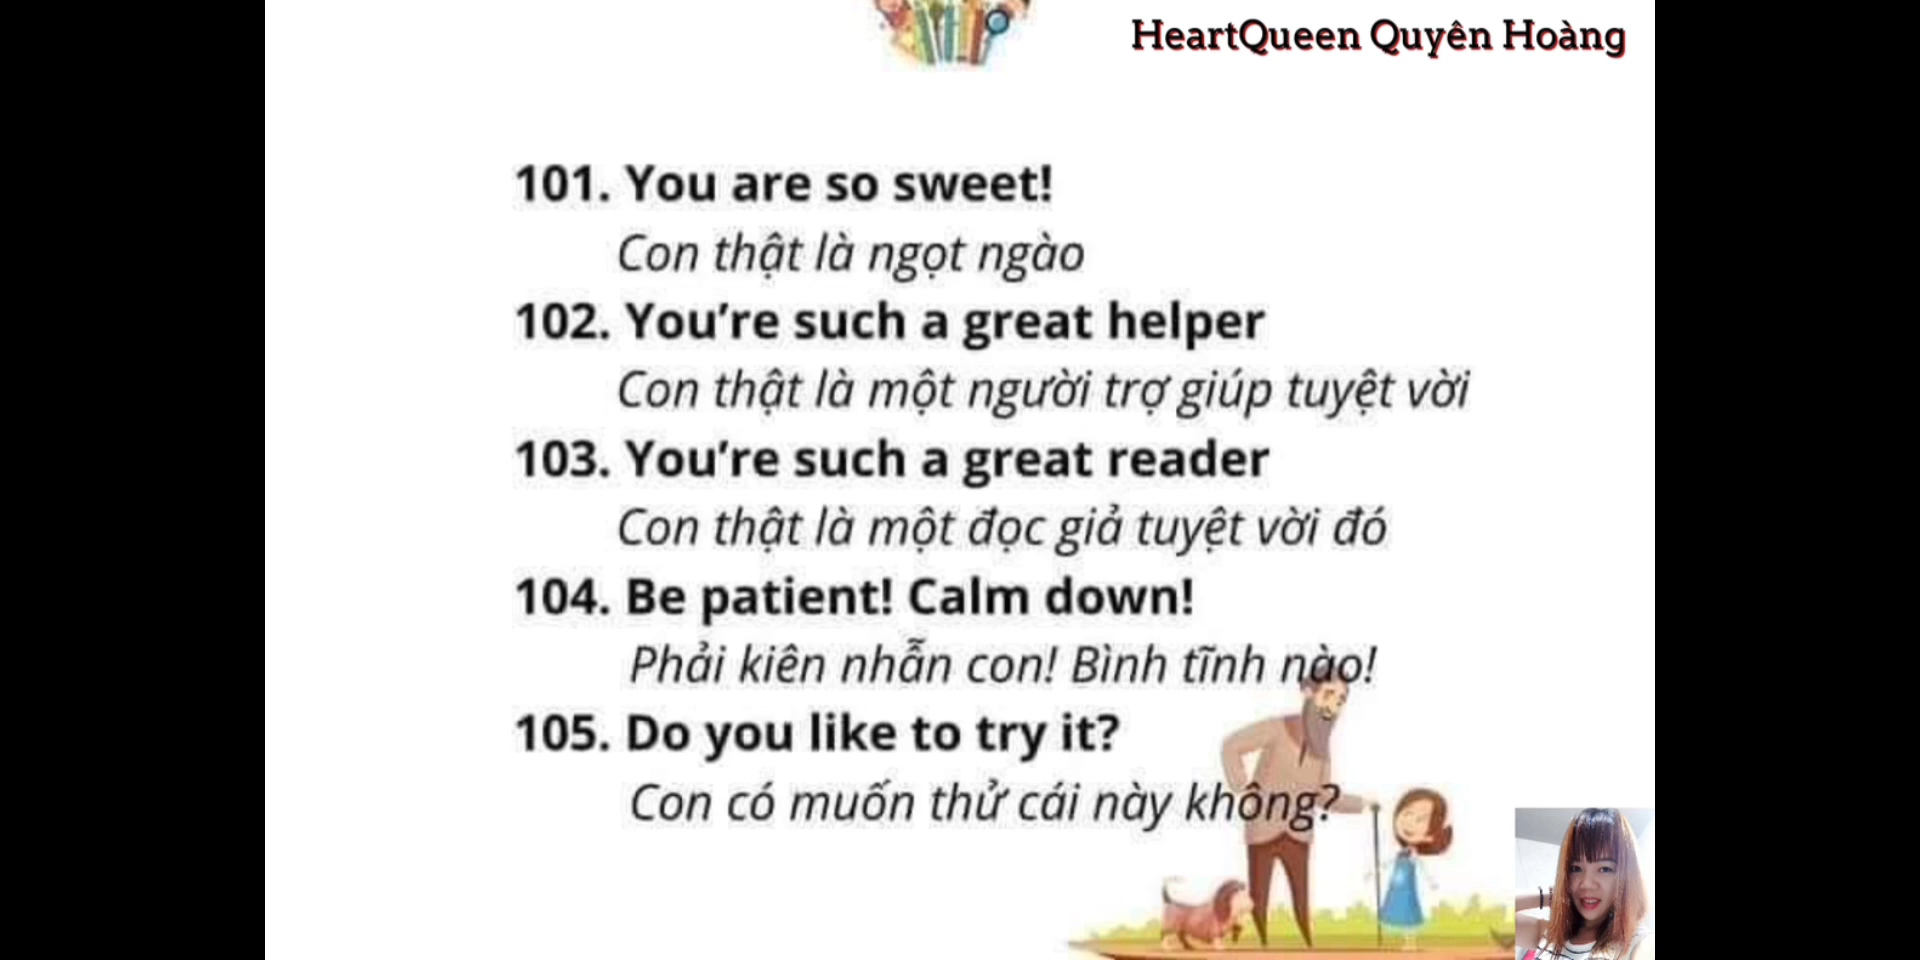 HeartQueen Quyên Hoàng
101. You are so sweet!
Con thật là ngọt ngào
102. You’re such a great helper
Con thật là một người trợ giúp tuyệt vời
103. You’re such a great reader
Con thật là một đọc giả tuyệt vời đó
104. Be patient! Calm down!
Phải kiên nhẫn con! Bình tĩnh nào!
105. Do you like to try it?
Con có muốn thử cái này không?